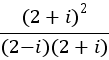 (2 + i)²
(2−i)(2 + i)